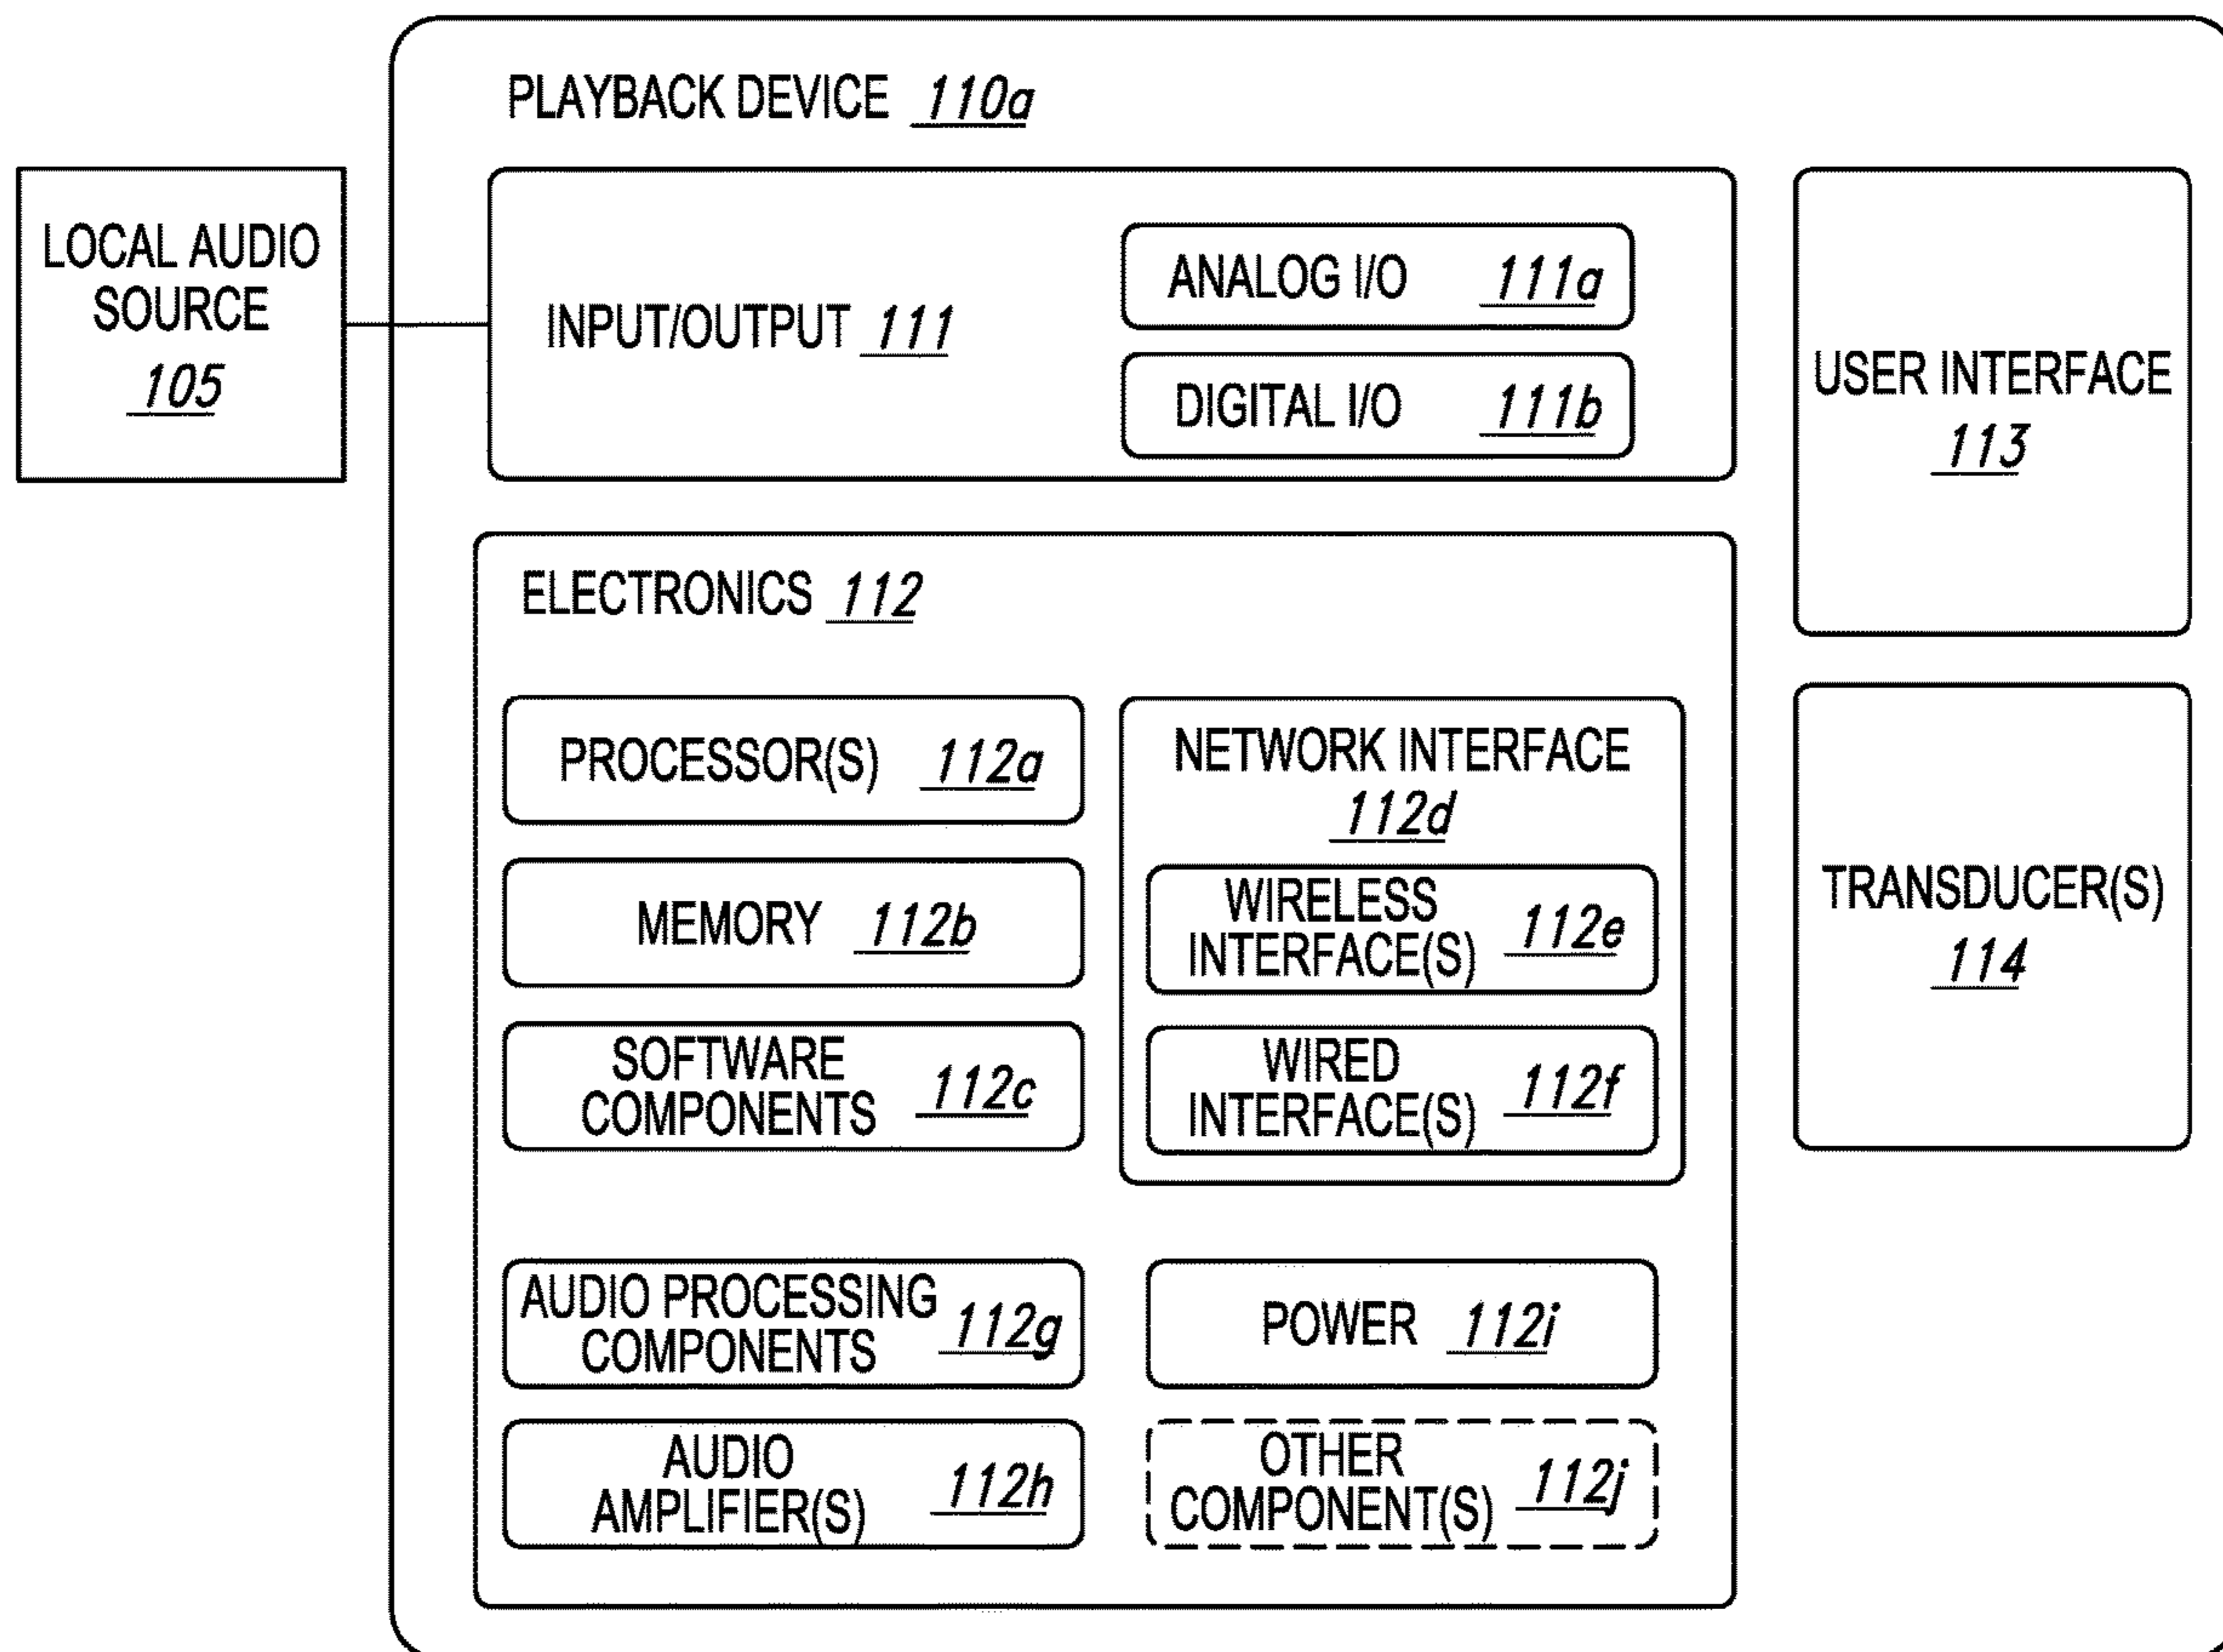 PLAYBACK DEVICE 110a
LOCAL AUDIO
SOURCE
105
INPUT/OUTPUT 111
ANALOG I/O 111a
DIGITAL I/O 111b
USER INTERFACE
113
ELECTRONICS 112
PROCESSOR(S) 112a
MEMORY 112b
SOFTWARE
COMPONENTS 112c
NETWORK INTERFACE
112d
WIRELESS
INTERFACE(S) 112e
WIRED
INTERFACE(S) 112f
TRANSDUCER(S)
114
AUDIO PROCESSING
COMPONENTS 112g
POWER 112i
AUDIO
AMPLIFIER(S) 112h
OTHER
COMPONENT(S) 112j